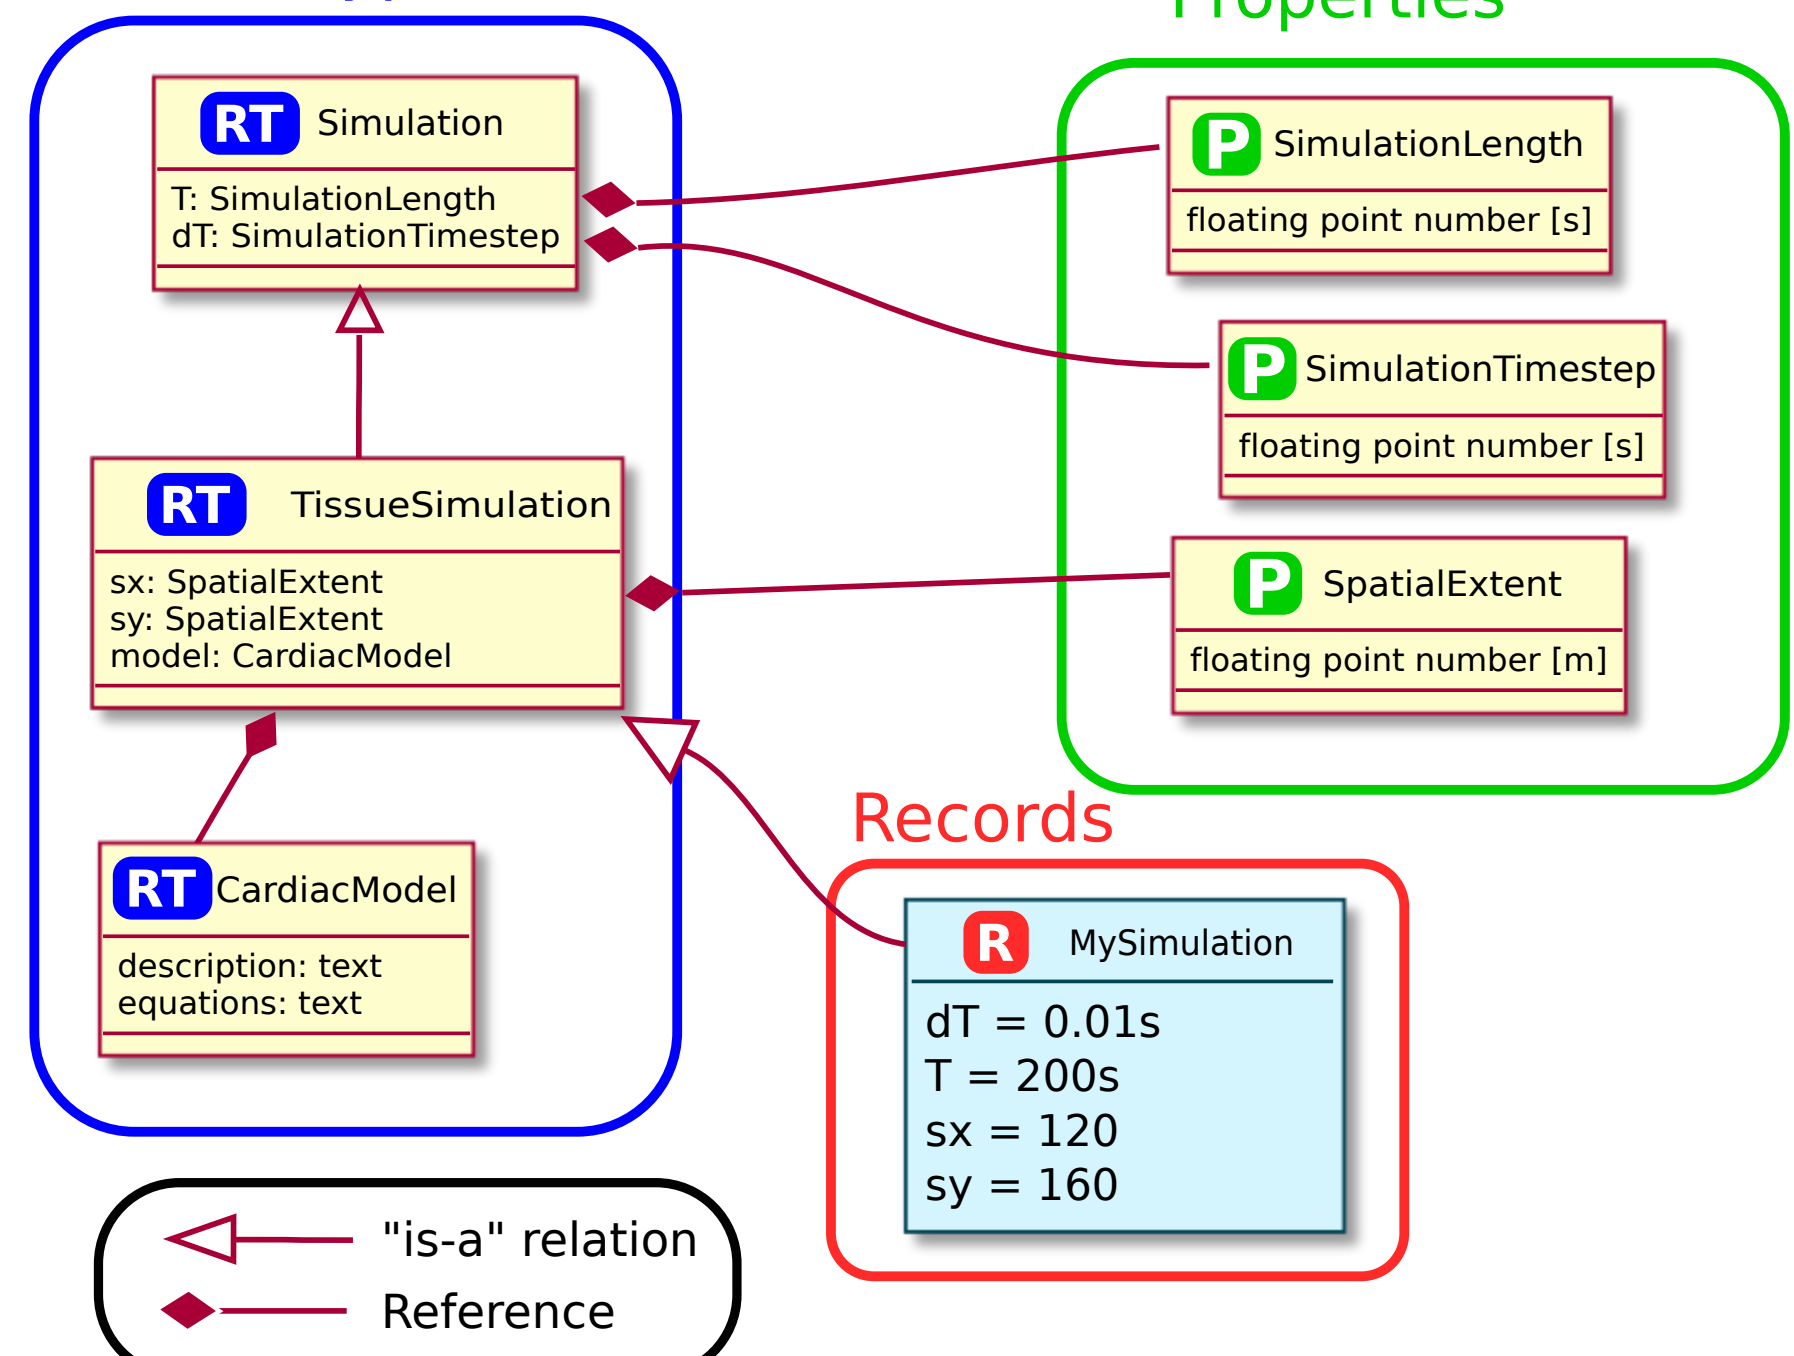 Properties
RT Simulation
T: SimulationLength
dT: SimulationTimestep
RT TissueSimulation
sx: SpatialExtent
sy: SpatialExtent
model: CardiacModel
RT CardiacModel
description: text
equations: text
P SimulationLength
floating point number [s]
P SimulationTimestep
floating point number [s]
P SpatialExtent
floating point number [m]
Records
R MySimulation
dT = 0.01s
T = 200s
sx = 120
sy = 160
"is-a" relation
Reference